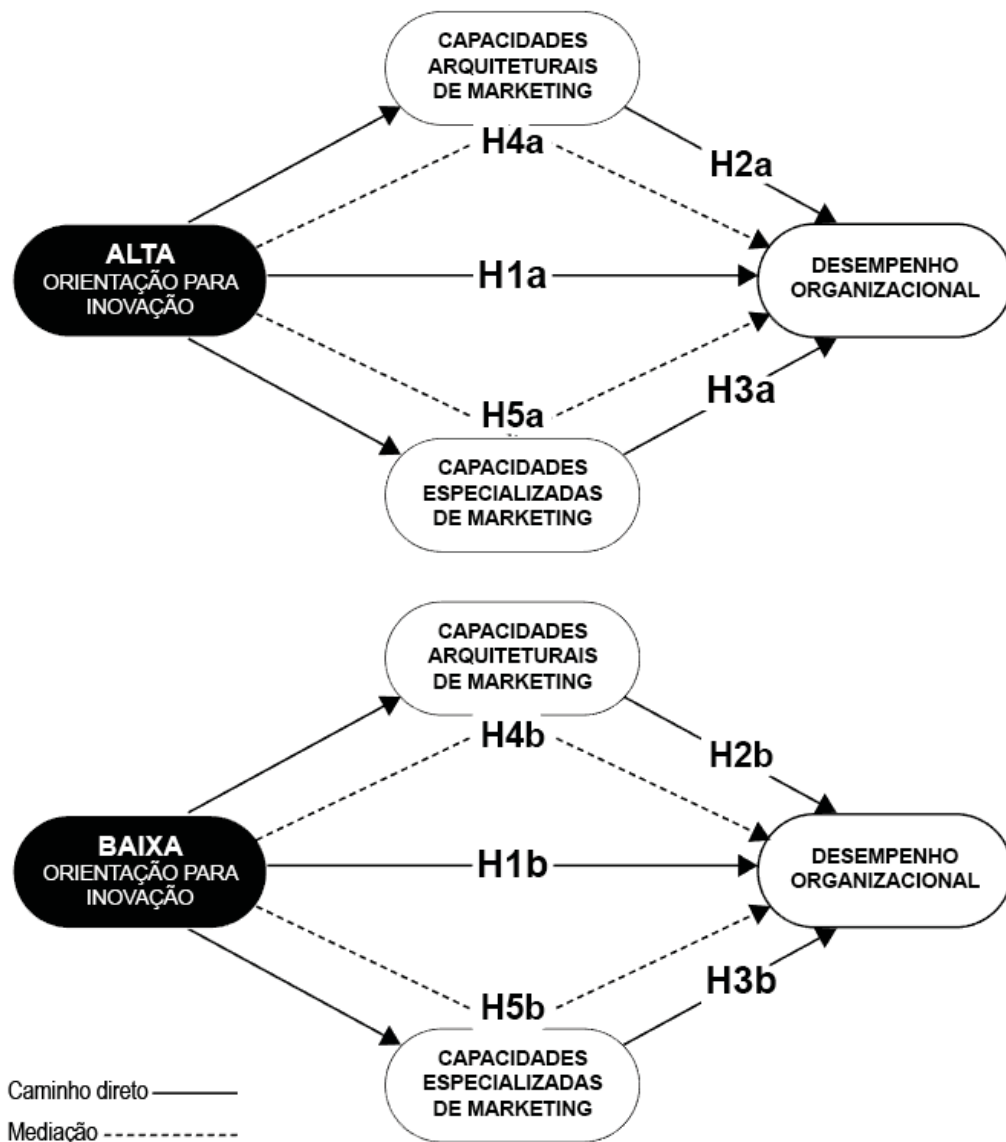 CAPACIDADES
ARQUITETURAIS
DE MARKETING
H4a
H2a
ALTA
ORIENTAÇÃO PARA
INOVAÇÃO
H1a
DESEMPENHO
ORGANIZACIONAL
H3a
H5a
CAPACIDADES
ESPECIALIZADAS
DE MARKETING
CAPACIDADES
ARQUITETURAIS
DE MARKETING
H4b
H2b
BAIXA
ORIENTAÇÃO PARA
INOVAÇÃO
H1b
DESEMPENHO
ORGANIZACIONAL
H3b
H5b
CAPACIDADES
ESPECIALIZADAS
DE MARKETING
Caminho direto
Mediação